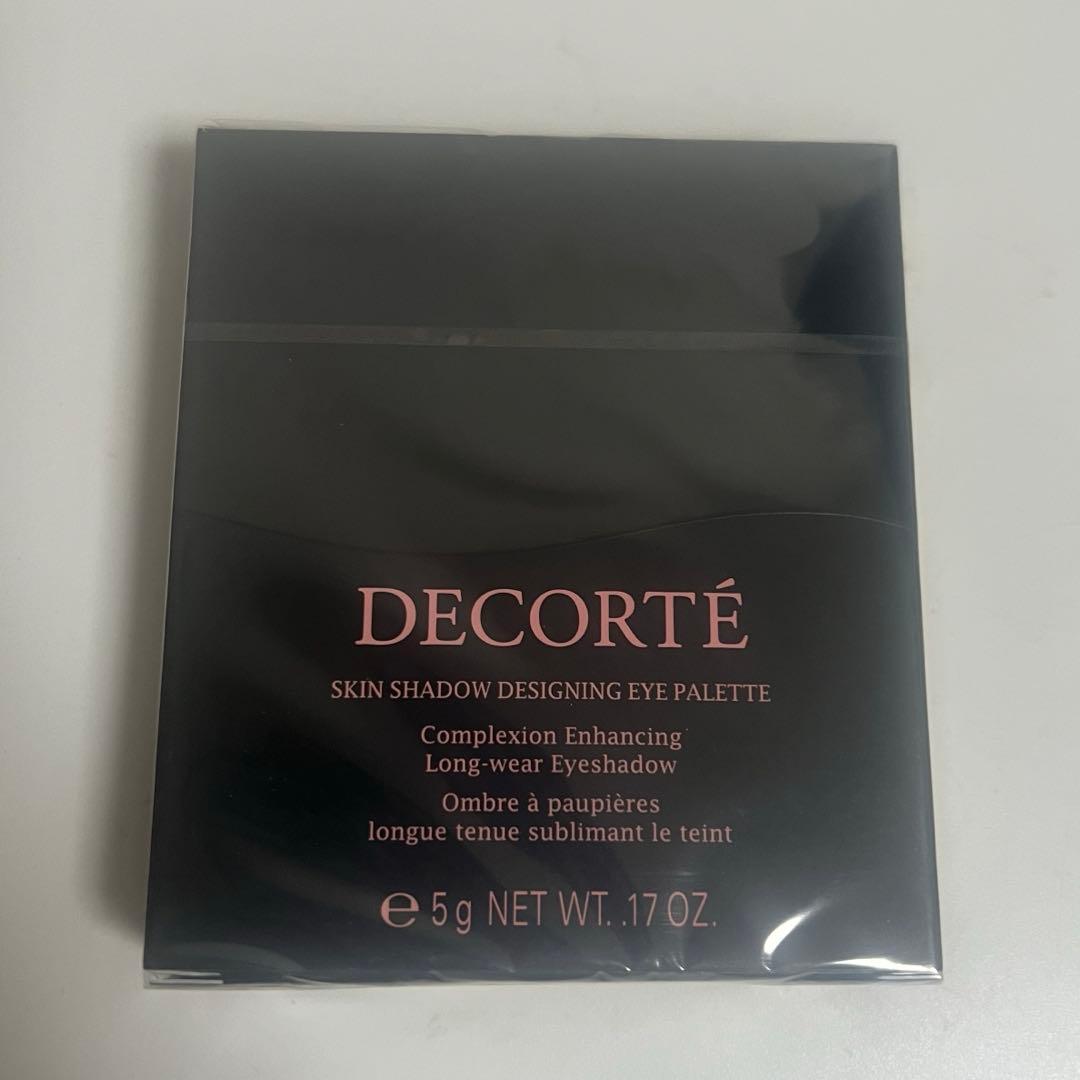 DECORTÉ
SKIN SHADOW DESIGNING EYE PALETTE
Complexion Enhancing
Long-wear Eyeshadow
Ombre à paupières
longue tenue sublimant le teint
℮ 5g NET WT. .17 OZ.